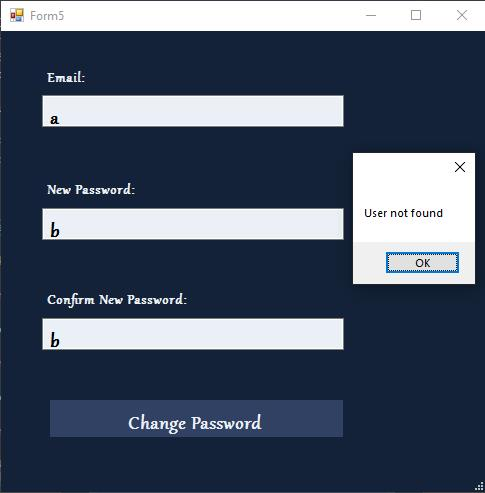 Form5
Email:
a
New Password:
b
User not found
OK
Confirm New Password:
b
Change Password